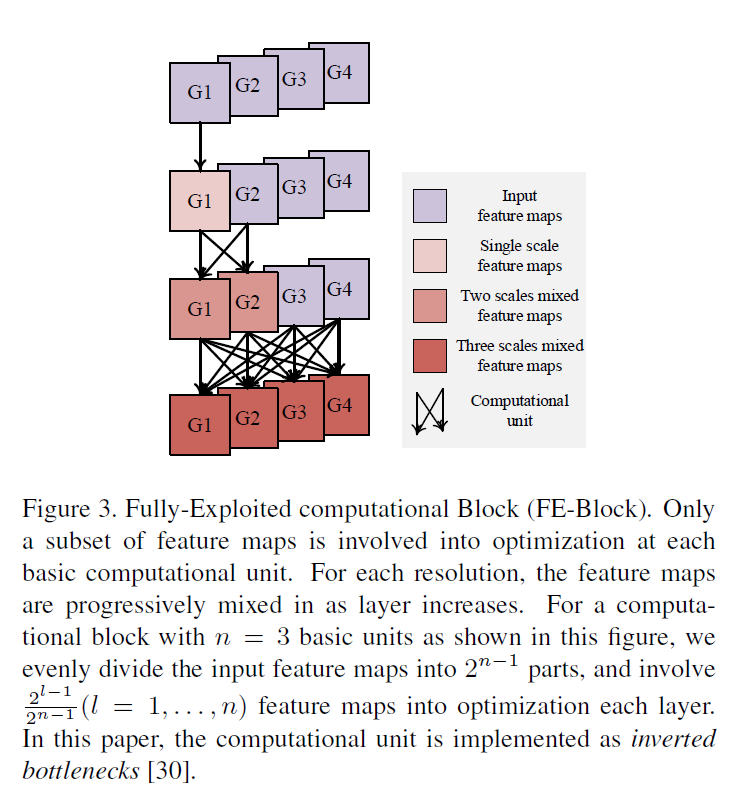 G1 G2 G3 G4
G1 G2 G3 G4
G1 G2 G3 G4
G1 G2 G3 G4
Input
feature maps
Single scale
feature maps
Two scales mixed
feature maps
Three scales mixed
feature maps
Computational
unit
Figure 3. Fully-Exploited computational Block (FE-Block). Only
a subset of feature maps is involved into optimization at each
basic computational unit. For each resolution, the feature maps
are progressively mixed in as layer increases. For a computa-
tional block with n = 3 basic units as shown in this figure, we
evenly divide the input feature maps into 2^{n−1} parts, and involve
\frac{2^{l−1}}{2^{n−1}} (l = 1, . . . , n) feature maps into optimization each layer.
In this paper, the computational unit is implemented as inverted
bottlenecks [30].